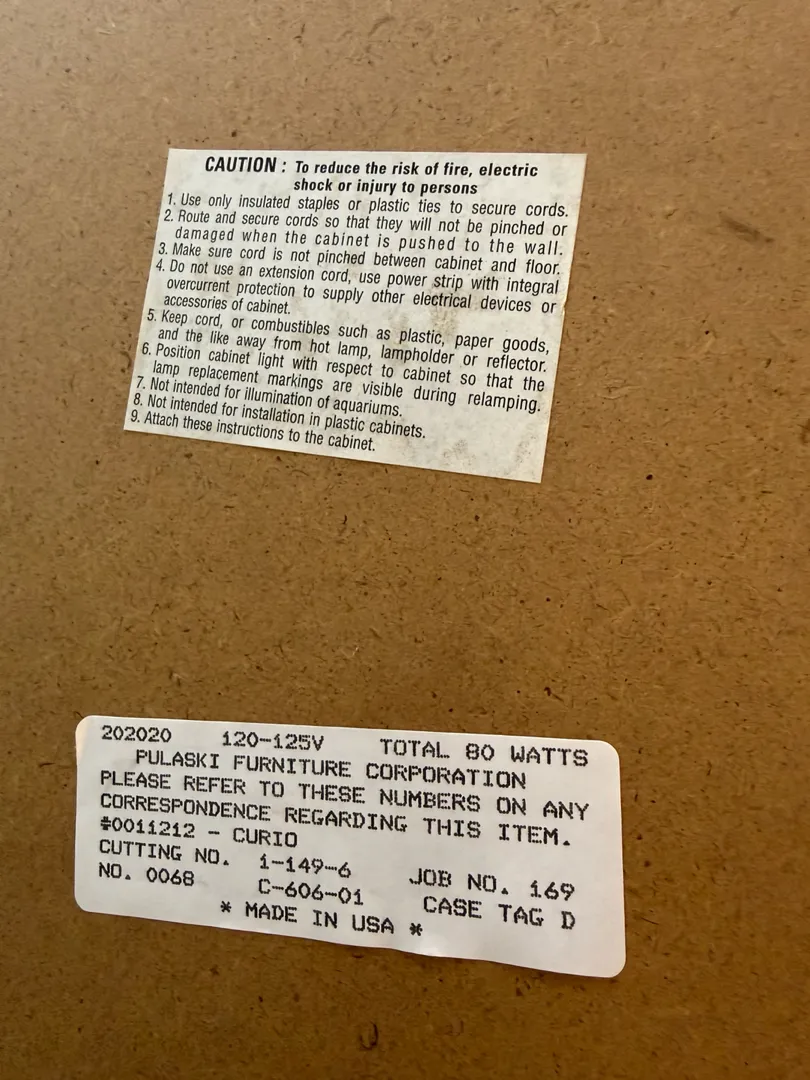 CAUTION : To reduce the risk of fire, electric
shock or injury to persons
1. Use only insulated staples or plastic ties to secure cords.
2. Route and secure cords so that they will not be pinched or
damaged when the cabinet is pushed to the wall.
3. Make sure cord is not pinched between cabinet and floor.
4. Do not use an extension cord, use power strip with integral
overcurrent protection to supply other electrical devices or
accessories of cabinet.
5. Keep cord, or combustibles such as plastic, paper goods,
and the like away from hot lamp, lampholder or reflector.
6. Position cabinet light with respect to cabinet so that the
lamp replacement markings are visible during relamping.
7. Not intended for illumination of aquariums.
8. Not intended for installation in plastic cabinets.
9. Attach these instructions to the cabinet.
202020 120-125V TOTAL 80 WATTS
PULASKI FURNITURE CORPORATION
PLEASE REFER TO THESE NUMBERS ON ANY
CORRESPONDENCE REGARDING THIS ITEM.
#0011212 - CURIO
CUTTING NO. 1-149-6 JOB NO. 169
NO. 0068 C-606-01 CASE TAG D
* MADE IN USA *